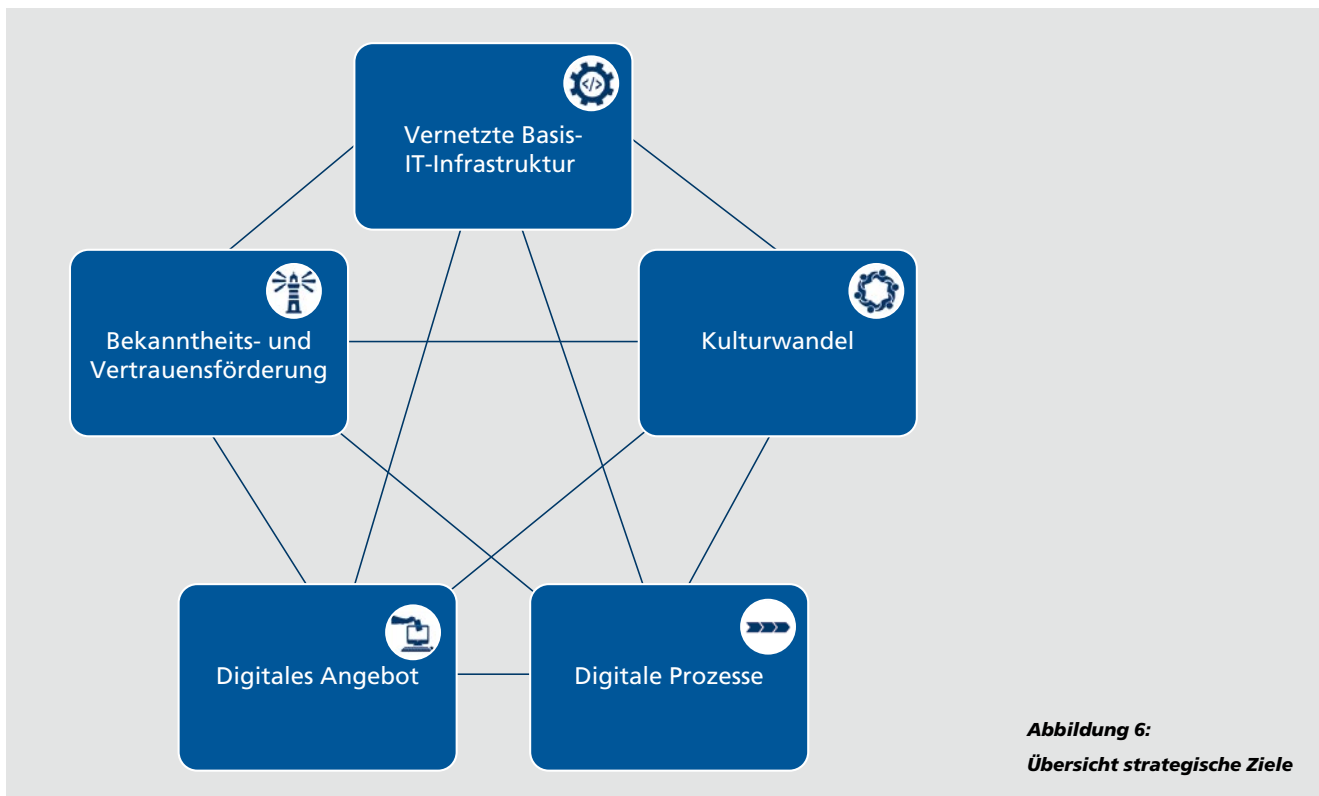 </>
Vernetzte Basis-
IT-Infrastruktur
Bekanntheits- und
Vertrauensförderung
Kulturwandel
Digitales Angebot
Digitale Prozesse
Abbildung 6:
Übersicht strategische Ziele